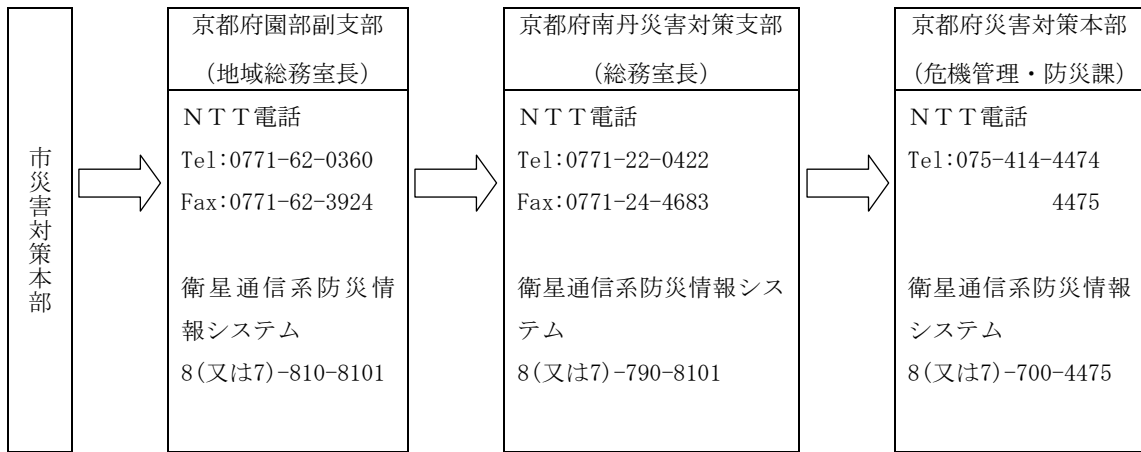 市災害対策本部
京都府園部副支部
(地域総務室長)
NTT電話
Tel:0771-62-0360
Fax:0771-62-3924
衛星通信系防災情
報システム
8(又は7)-810-8101
京都府南丹災害対策支部
(総務室長)
NTT電話
Tel:0771-22-0422
Fax:0771-24-4683
衛星通信系防災情報シス
テム
8(又は7)-790-8101
京都府災害対策本部
(危機管理・防災課)
NTT電話
Tel:075-414-4474
4475
衛星通信系防災情報
システム
8(又は7)-700-4475